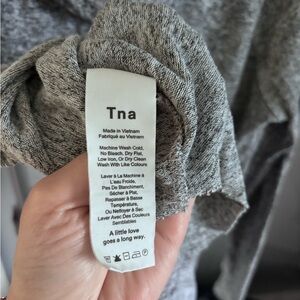 Tna
Made in Vietnam
Fabriqué au Vietnam
Machine Wash Cold,
No Bleach, Dry Flat,
Low Iron, Or Dry Clean
Wash With Like Colours
Laver À La Machine À
L'eau Froide,
Pas De Blanchiment,
Sécher À Plat,
Repasser À Basse
Température,
Ou Nettoyer À Sec
Laver Avec Des Couleurs
Semblables
A little love
goes a long way.